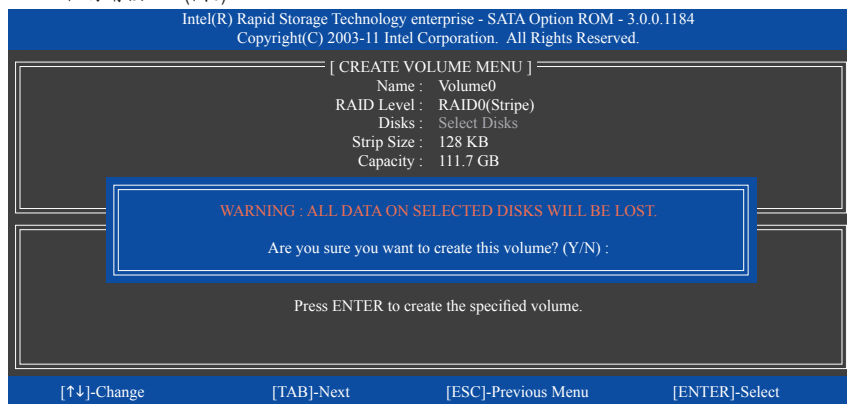 Intel(R) Rapid Storage Technology enterprise - SATA Option ROM - 3.0.0.1184
Copyright(C) 2003-11 Intel Corporation. All Rights Reserved.
[ CREATE VOLUME MENU ]
Name : Volume0
RAID Level : RAID0(Stripe)
Disks : Select Disks
Strip Size : 128 KB
Capacity : 111.7 GB
WARNING : ALL DATA ON SELECTED DISKS WILL BE LOST.
Are you sure you want to create this volume? (Y/N) :
Press ENTER to create the specified volume.
[↑↓]-Change [TAB]-Next [ESC]-Previous Menu [ENTER]-Select